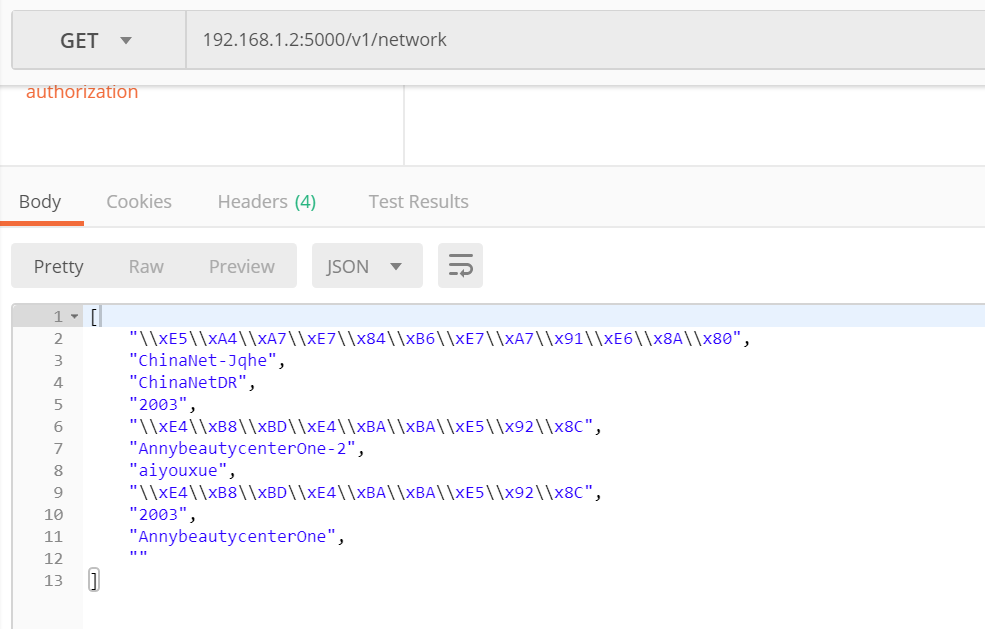 GET 192.168.1.2:5000/v1/network
authorization
Body Cookies Headers (4) Test Results
Pretty Raw Preview JSON
1 [
2 "\\xE5\\xA4\\xA7\\xE7\\x84\\xB6\\xE7\\xA7\\x91\\xE6\\x8A\\x80",
3 "ChinaNet-Jqhe",
4 "ChinaNetDR",
5 "2003",
6 "\\xE4\\xB8\\xBD\\xE4\\xBA\\xBA\\xE5\\x92\\x8C",
7 "AnnybeautycenterOne-2",
8 "aiyouxue",
9 "\\xE4\\xB8\\xBD\\xE4\\xBA\\xBA\\xE5\\x92\\x8C",
10 "2003",
11 "AnnybeautycenterOne",
12 ""
13 ]